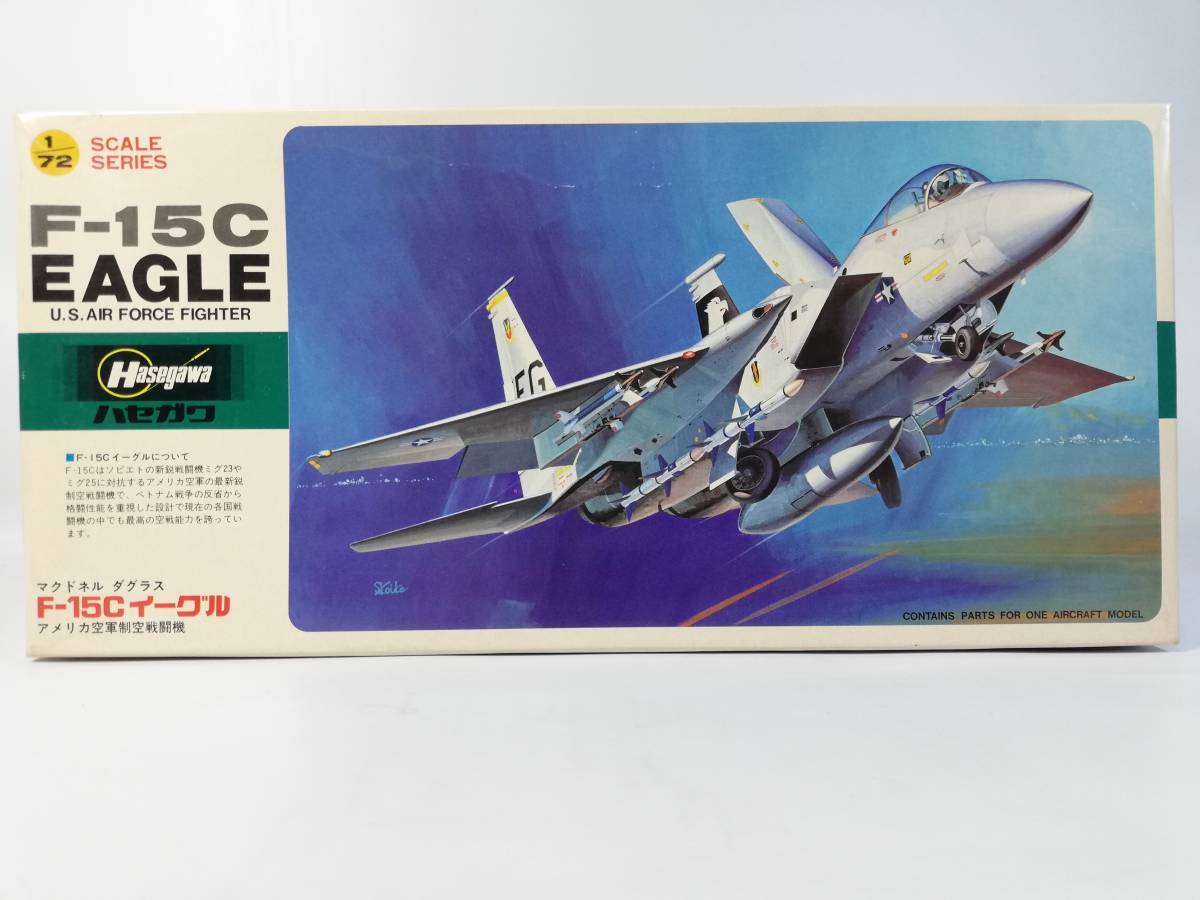 1/72
SCALE
SERIES
F-15C
EAGLE
U.S. AIR FORCE FIGHTER
Hasegawa
ハセガワ
■F-15Cイーグルについて
F-15Cはソビエトの新鋭戦闘機ミグ23や
ミグ25に対抗するアメリカ空軍の最新鋭
制空戦闘機で、ベトナム戦争の反省から
格闘性能を重視した設計で現在の各国戦
闘機の中でも最高の空戦能力を誇ってい
ます。
マクドネル ダグラス
F-15Cイーグル
アメリカ空軍制空戦闘機
EG
S.Koike
CONTAINS PARTS FOR ONE AIRCRAFT MODEL